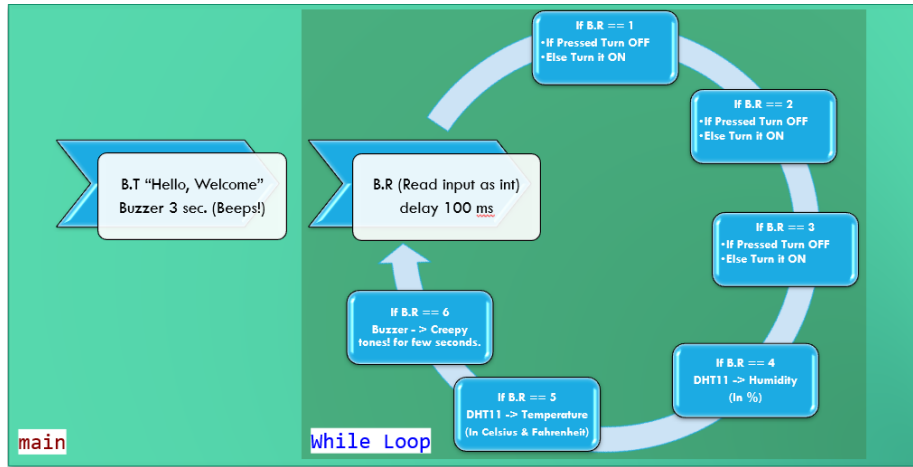 B.T “Hello, Welcome”
Buzzer 3 sec. (Beeps!)
main
B.R (Read input as int)
delay 100 ms
If B.R == 1
•If Pressed Turn OFF
•Else Turn it ON
If B.R == 2
•If Pressed Turn OFF
•Else Turn it ON
If B.R == 3
•If Pressed Turn OFF
•Else Turn it ON
If B.R == 4
DHT11 -> Humidity
(In %)
If B.R == 5
DHT11 -> Temperature
(In Celsius & Fahrenheit)
If B.R == 6
Buzzer - > Creepy
tones! for few seconds.
While Loop